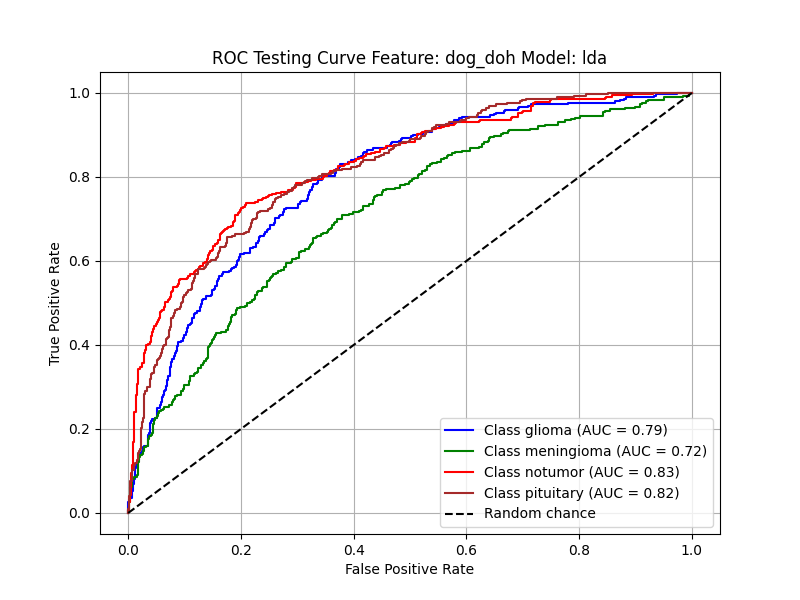 ROC Testing Curve Feature: dog_doh Model: lda
True Positive Rate
1.0
0.8
0.6
0.4
0.2
0.0
Class glioma (AUC = 0.79)
Class meningioma (AUC = 0.72)
Class notumor (AUC = 0.83)
Class pituitary (AUC = 0.82)
Random chance
0.0 0.2 0.4 0.6 0.8 1.0
False Positive Rate